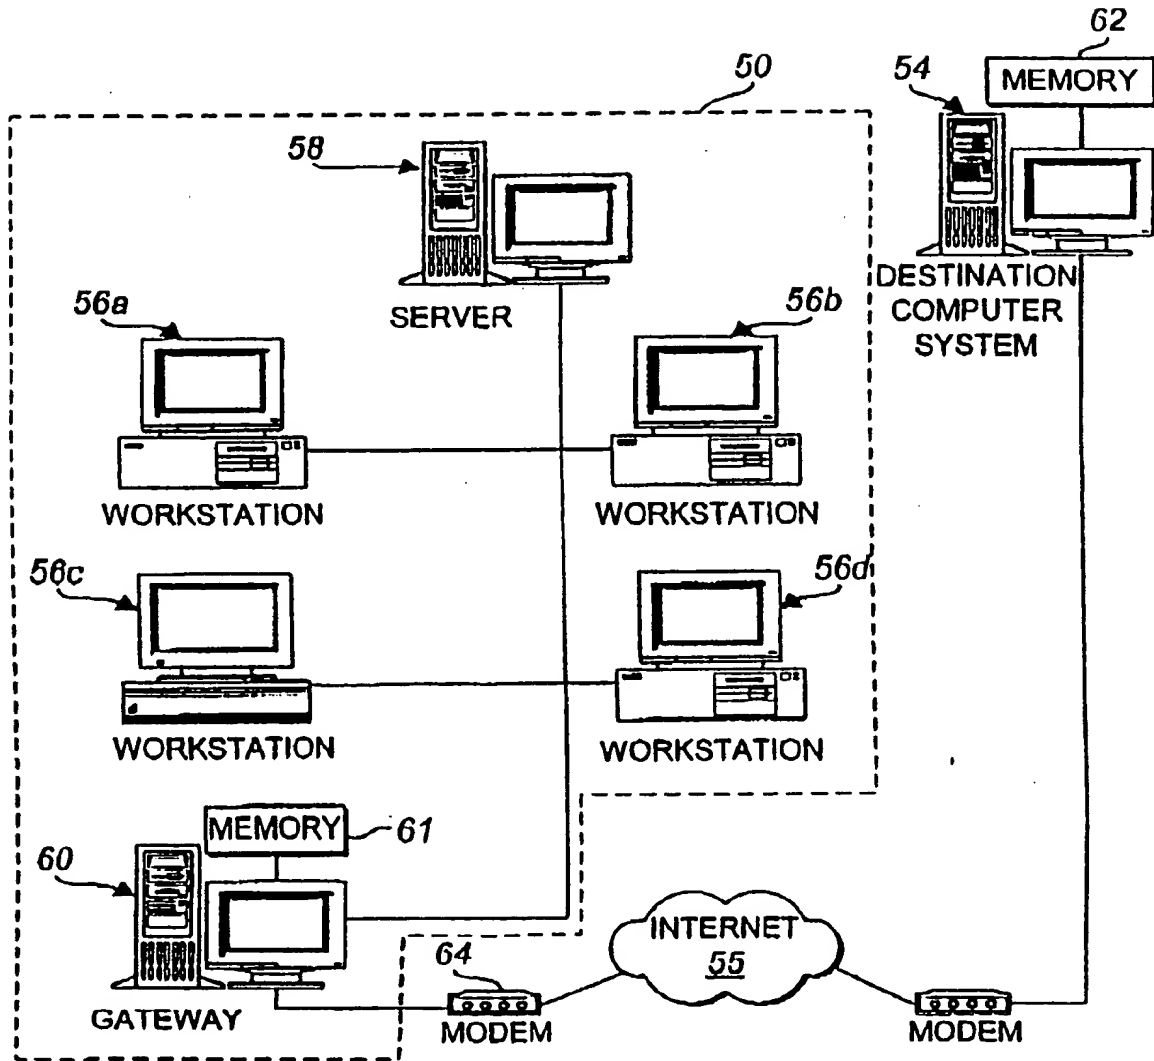 62
50
54
MEMORY
58
56a
SERVER
56b
DESTINATION
COMPUTER
SYSTEM
WORKSTATION
WORKSTATION
56c
56d
WORKSTATION
WORKSTATION
MEMORY
61
60
INTERNET
55
64
GATEWAY
MODEM
MODEM